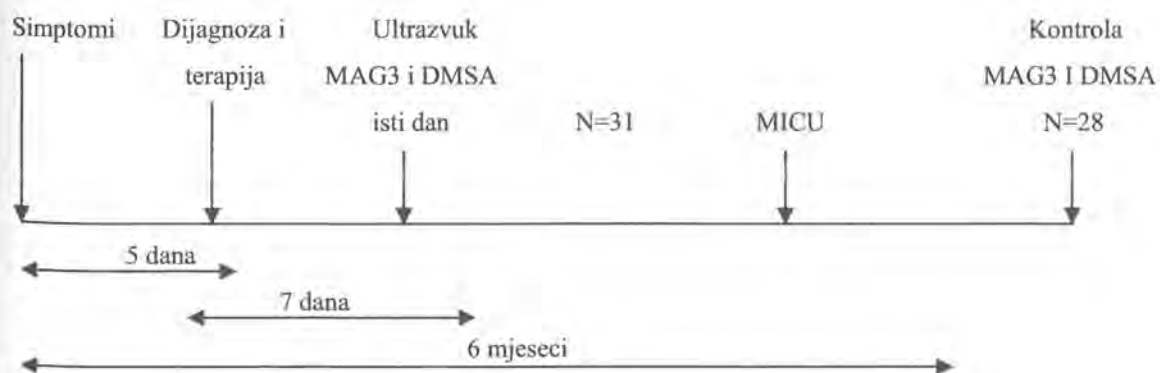 Simptomi
Dijagnoza i
terapija
Ultrazvuk
MAG3 i DMSA
isti dan
N=31
MICU
Kontrola
MAG3 I DMSA
N=28
5 dana
7 dana
6 mjeseci